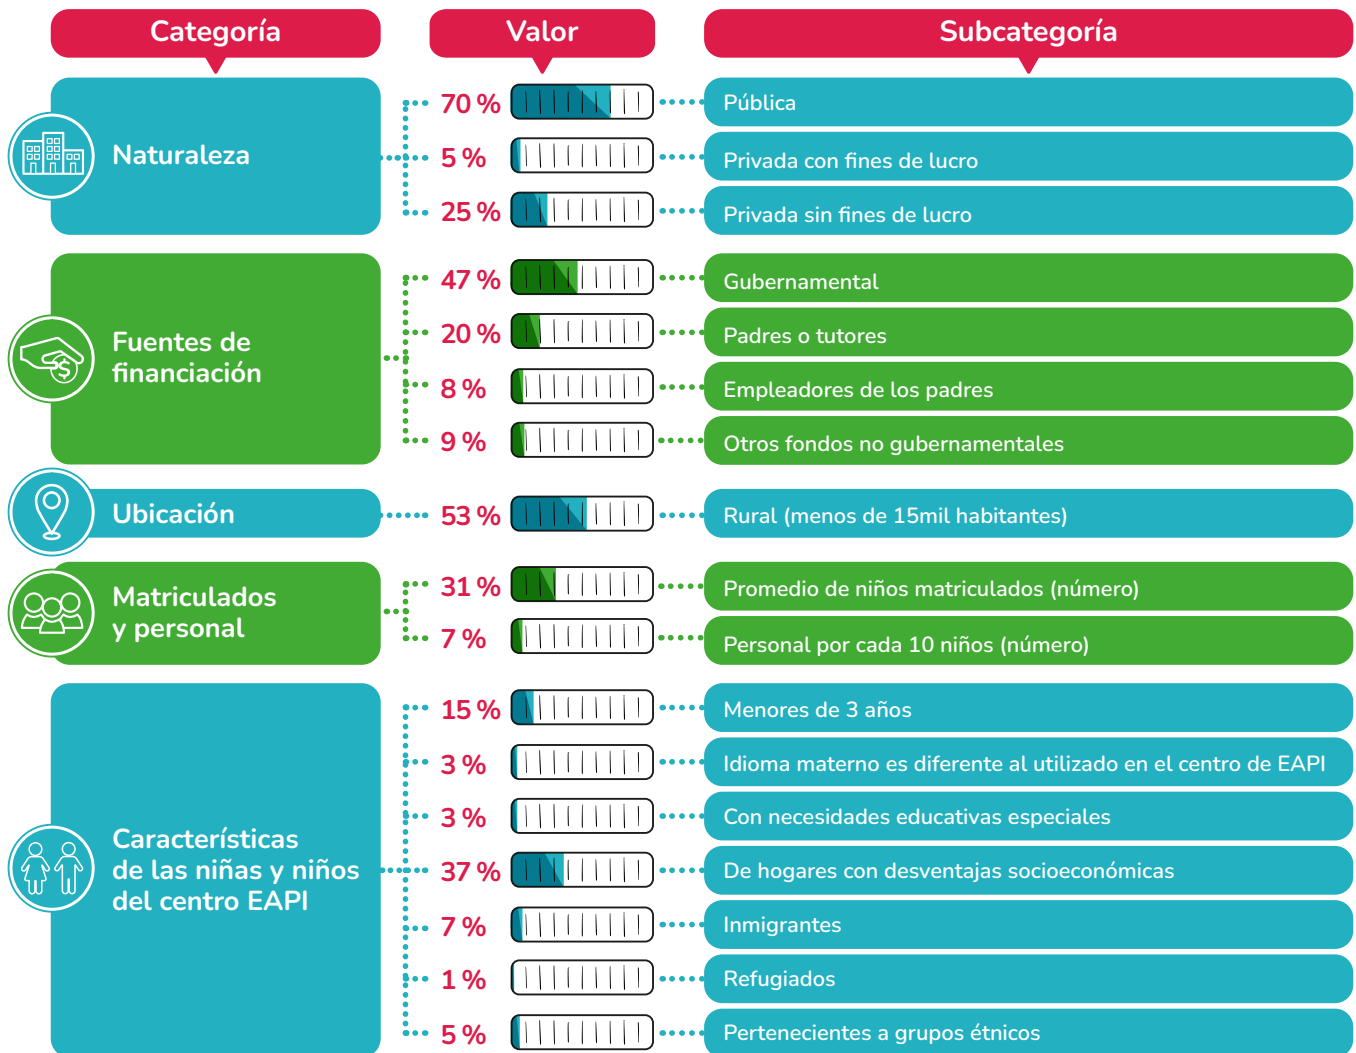 Categoría
Valor
Subcategoría
Naturaleza
70 %
Pública
5 %
Privada con fines de lucro
25 %
Privada sin fines de lucro
Fuentes de
financiación
47 %
Gubernamental
20 %
Padres o tutores
8 %
Empleadores de los padres
9 %
Otros fondos no gubernamentales
Ubicación
53 %
Rural (menos de 15mil habitantes)
Matriculados
y personal
31 %
Promedio de niños matriculados (número)
7 %
Personal por cada 10 niños (número)
Características
de las niñas y niños
del centro EAPI
15 %
Menores de 3 años
3 %
Idioma materno es diferente al utilizado en el centro de EAPI
3 %
Con necesidades educativas especiales
37 %
De hogares con desventajas socioeconómicas
7 %
Inmigrantes
1 %
Refugiados
5 %
Pertenecientes a grupos étnicos